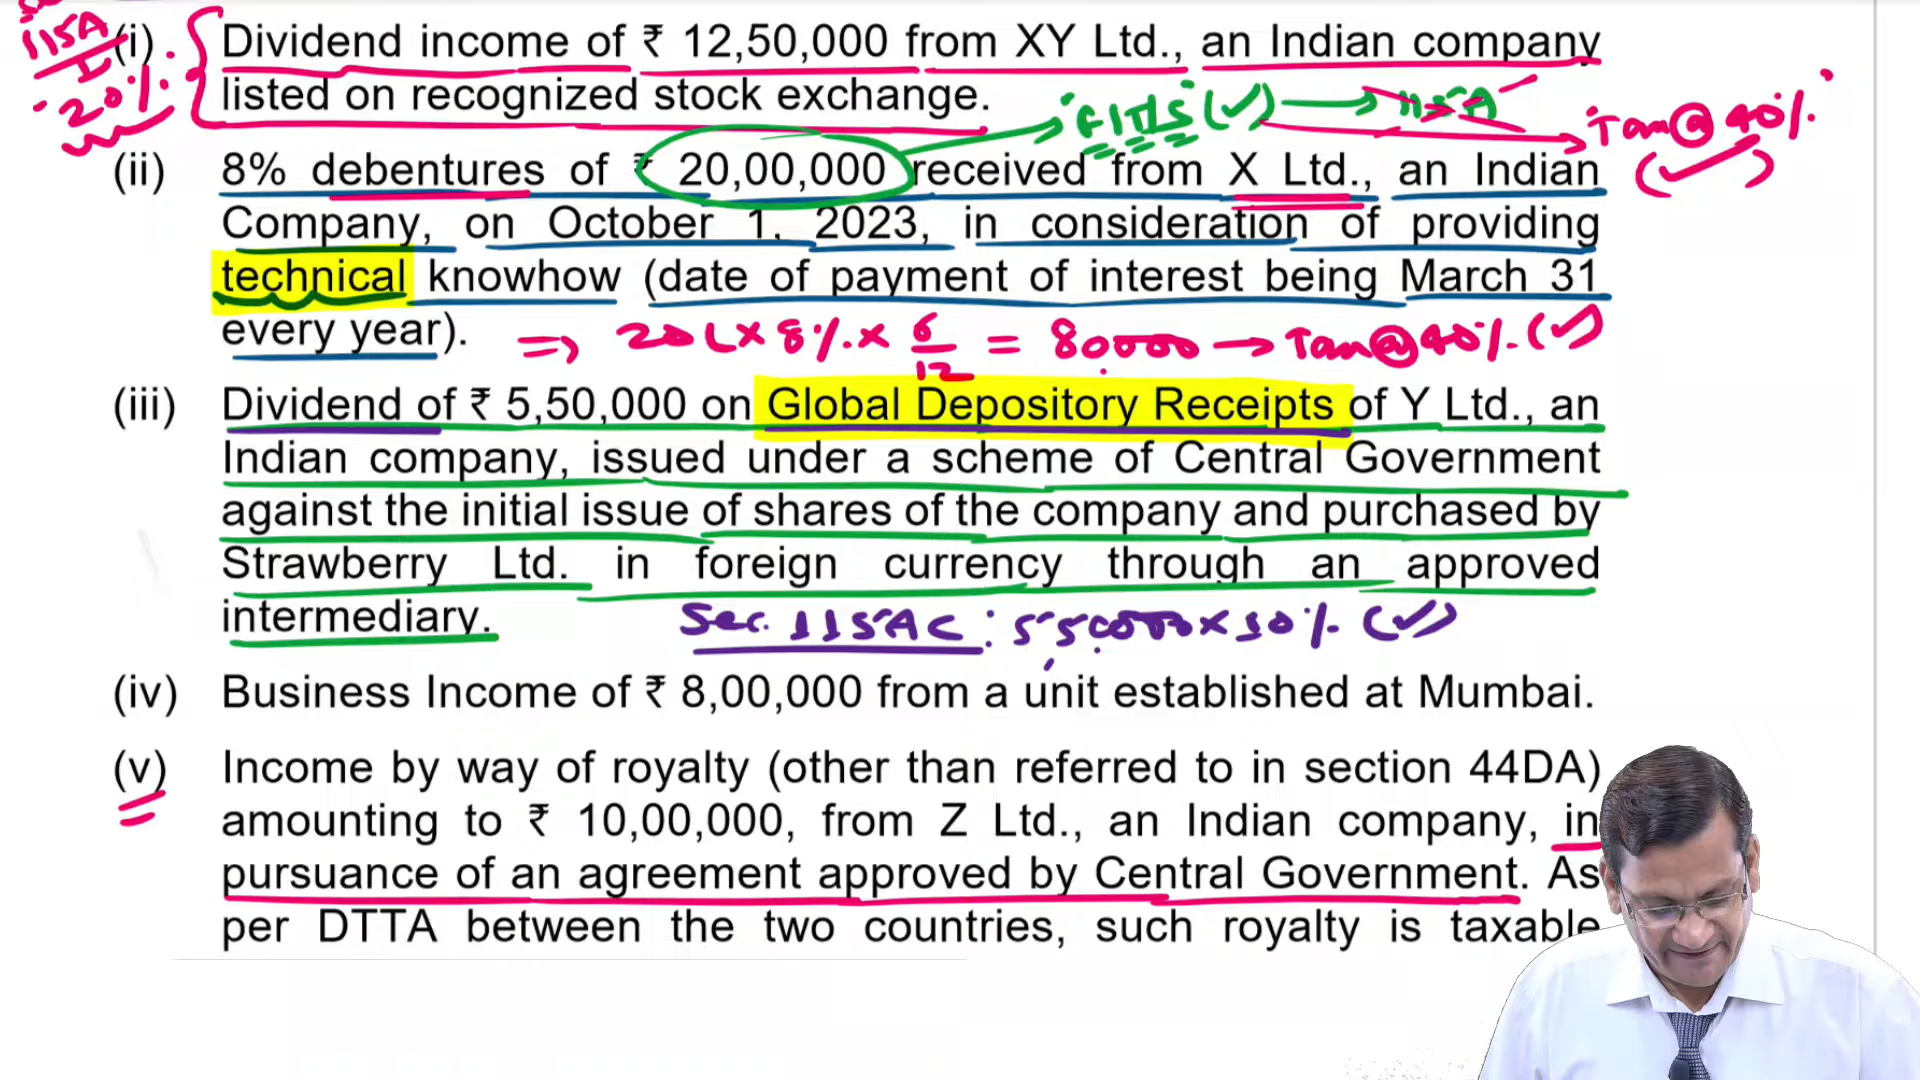 115A
20%.
(i) Dividend income of ₹ 12,50,000 from XY Ltd., an Indian company
listed on recognized stock exchange.
"FITS" (✓) → 115A
Tax@40%.
(✓)
(ii) 8% debentures of ₹ 20,00,000 received from X Ltd., an Indian
Company, on October 1, 2023, in consideration of providing
technical knowhow (date of payment of interest being March 31
every year).
⇒ 20L × 8%. × 6/12 = 80,000 → Tax@40%. (✓)
(iii) Dividend of ₹ 5,50,000 on Global Depository Receipts of Y Ltd., an
Indian company, issued under a scheme of Central Government
against the initial issue of shares of the company and purchased by
Strawberry Ltd. in foreign currency through an approved
intermediary.
Sec. 115AC : 5,50,000 × 10%. (✓)
(iv) Business Income of ₹ 8,00,000 from a unit established at Mumbai.
(v) Income by way of royalty (other than referred to in section 44DA)
amounting to ₹ 10,00,000, from Z Ltd., an Indian company, in
pursuance of an agreement approved by Central Government. As
per DTTA between the two countries, such royalty is taxable